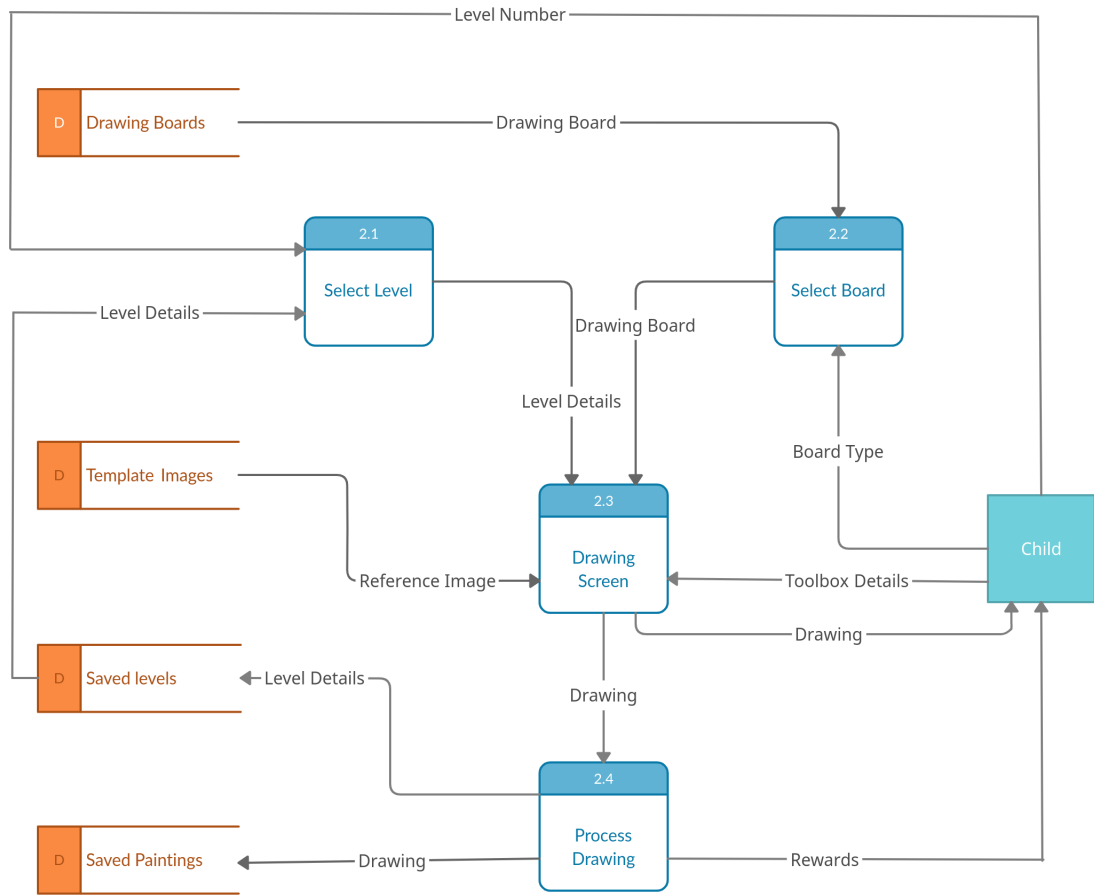 Level Number
D
Drawing Boards
Drawing Board
2.1
Select Level
2.2
Select Board
Level Details
Drawing Board
Level Details
Board Type
D
Template Images
2.3
Drawing
Screen
Child
Reference Image
Toolbox Details
Drawing
D
Saved levels
Level Details
Drawing
2.4
Process
Drawing
D
Saved Paintings
Drawing
Rewards